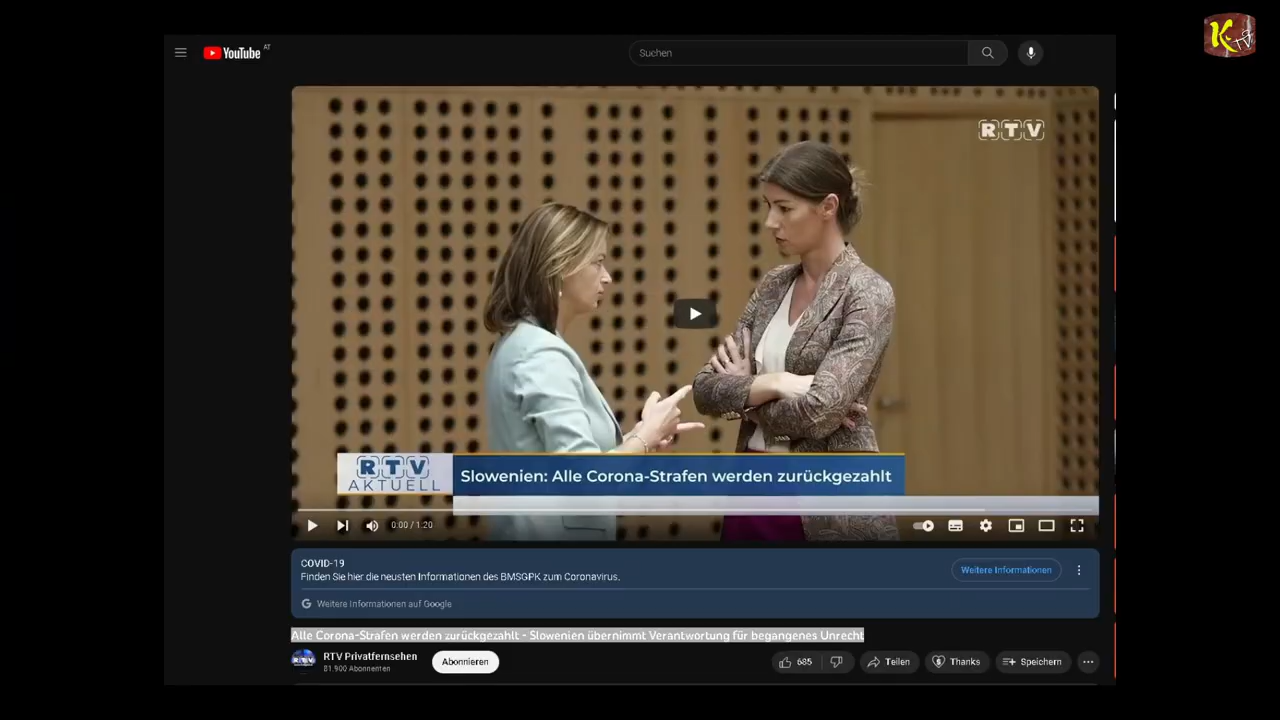 YouTube AT
Suchen
K TV
RTV
RTV
AKTUELL
Slowenien: Alle Corona-Strafen werden zurückgezahlt
0:00 / 1:20
COVID-19
Finden Sie hier die neusten Informationen des BMSGPK zum Coronavirus.
Weitere Informationen
Weitere Informationen auf Google
Alle Corona-Strafen werden zurückgezahlt - Slowenien übernimmt Verantwortung für begangenes Unrecht
RTV
RTV Privatfernsehen
81.900 Abonnenten
Abonnieren
685
Teilen
Thanks
Speichern